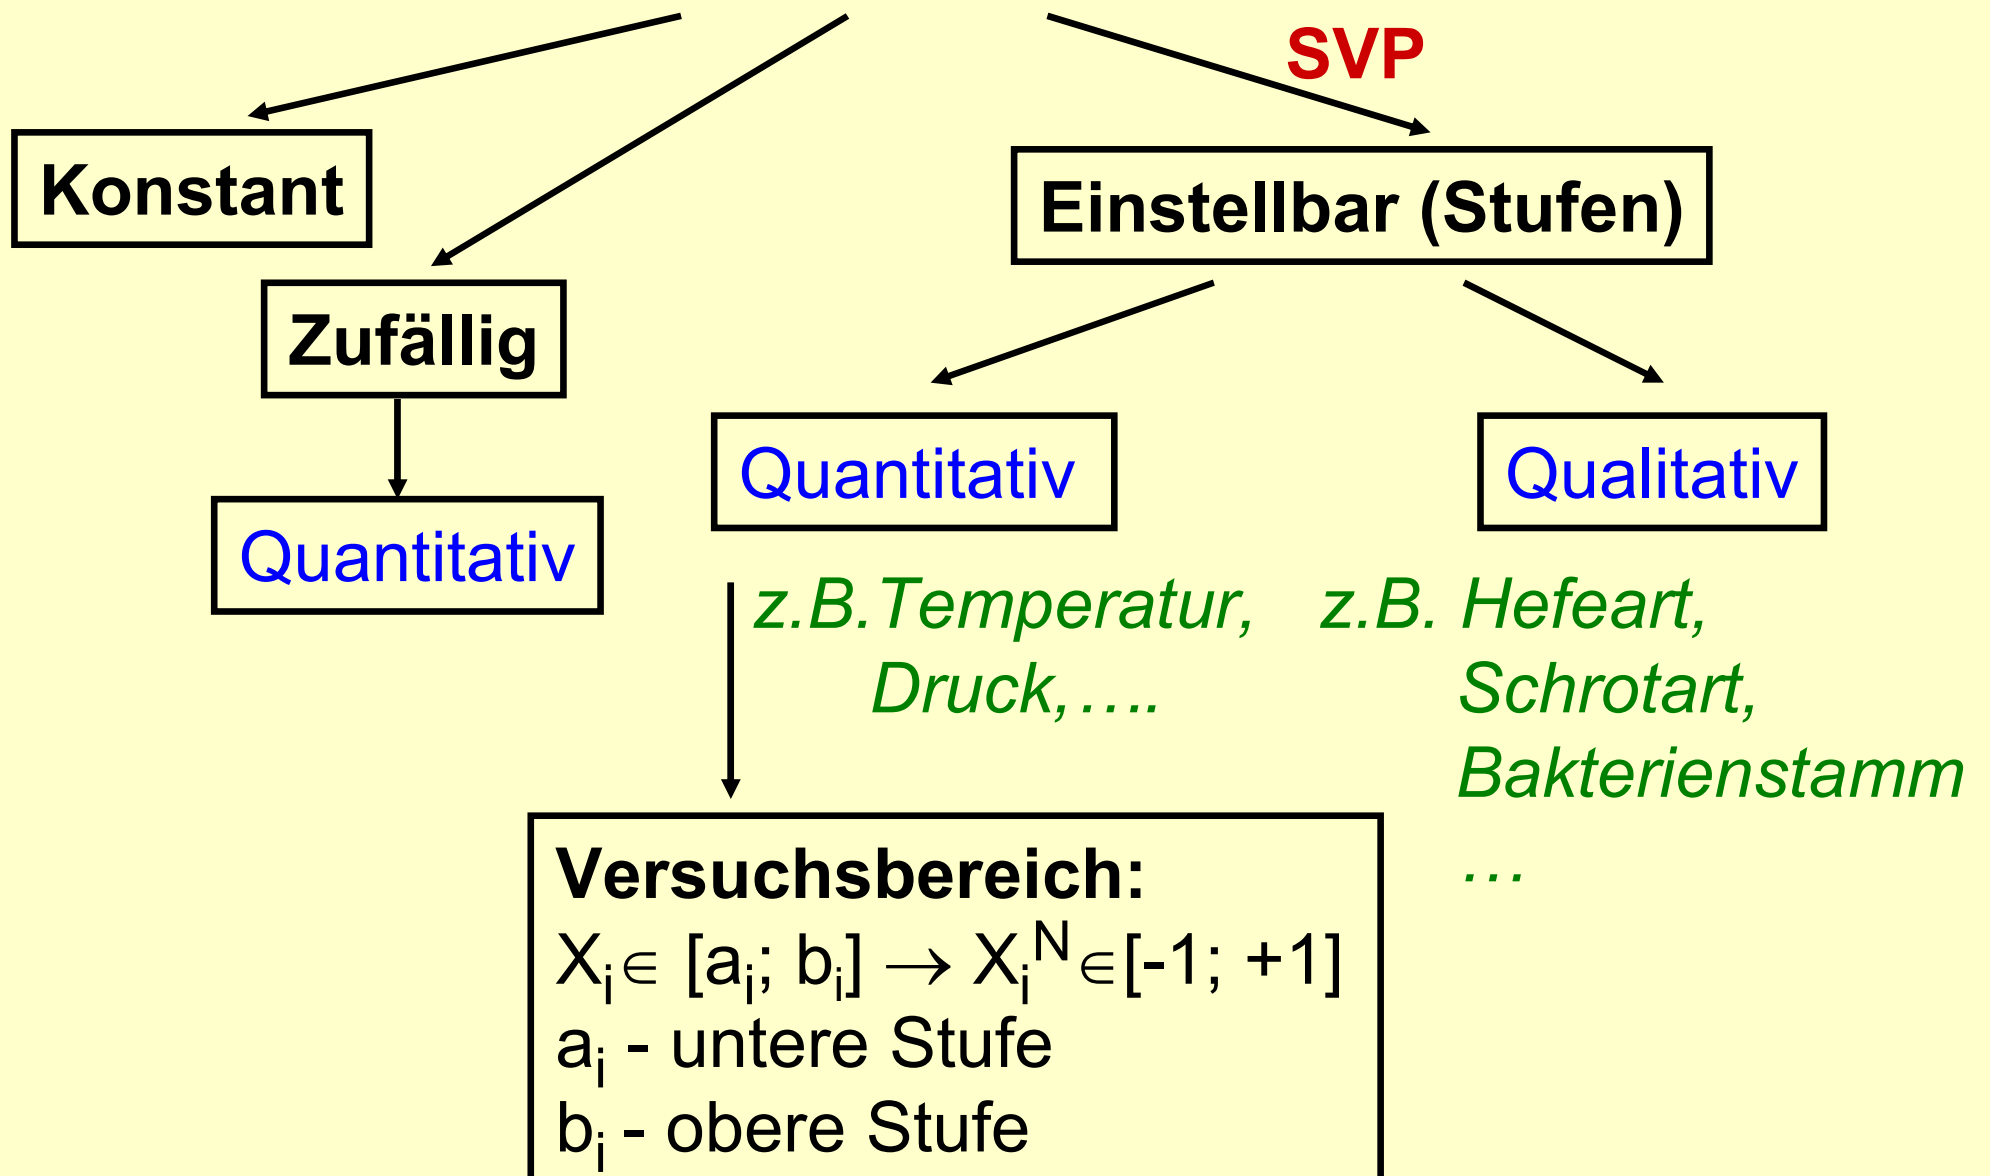 SVP
Konstant
Einstellbar (Stufen)
Zufällig
Quantitativ
Qualitativ
Quantitativ
z.B.Temperatur,
Druck,….
z.B. Hefeart,
Schrotart,
Bakterienstamm
…
Versuchsbereich:
Xᵢ∈ [aᵢ; bᵢ] → Xᵢᴺ∈[-1; +1]
aᵢ - untere Stufe
bᵢ - obere Stufe